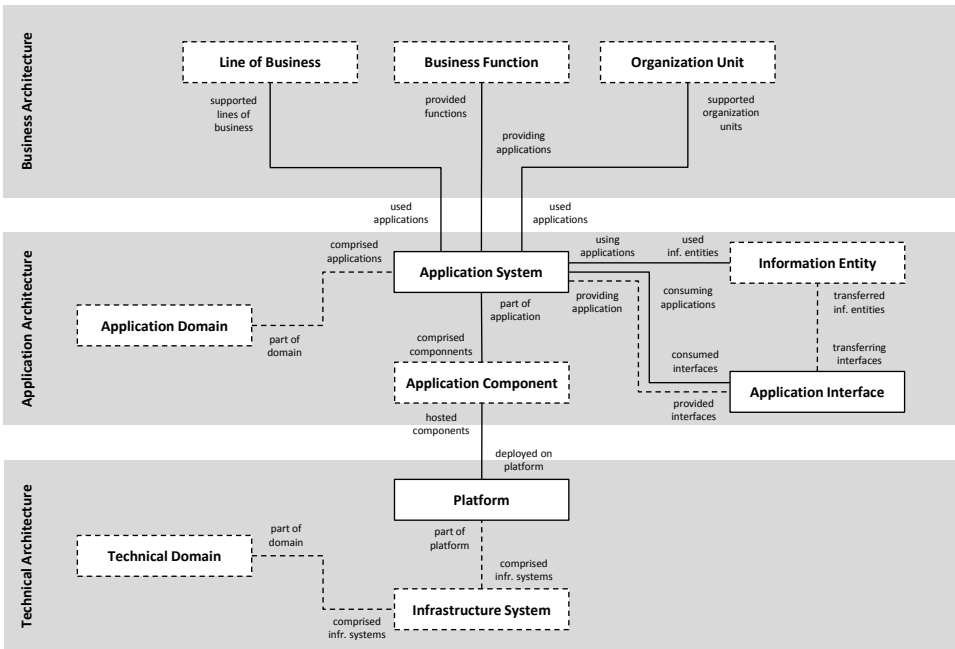 Business Architecture
Line of Business
Business Function
Organization Unit
supported
lines of
business
provided
functions
supported
organization
units
providing
applications
used
applications
used
applications
Application Architecture
comprised
applications
Application System
using
applications
used
inf. entities
Information Entity
part of
application
providing
application
consuming
applications
transferred
inf. entities
Application Domain
part of
domain
comprised
componnents
consumed
interfaces
transferring
interfaces
Application Component
Application Interface
provided
interfaces
hosted
components
deployed on
platform
Technical Architecture
Platform
part of
domain
part of
platform
Technical Domain
comprised
infr. systems
Infrastructure System
comprised
infr. systems